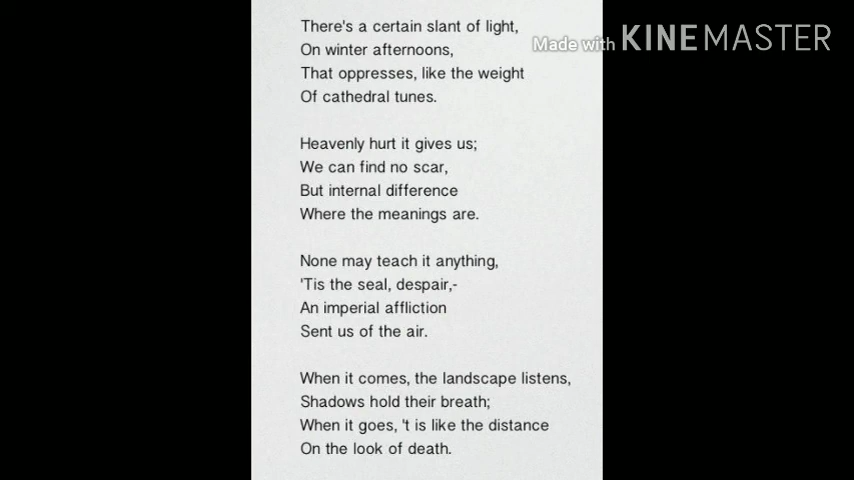 There's a certain slant of light,
On winter afternoons,
That oppresses, like the weight
Of cathedral tunes.
Heavenly hurt it gives us;
We can find no scar,
But internal difference
Where the meanings are.
None may teach it anything,
'Tis the seal, despair,-
An imperial affliction
Sent us of the air.
When it comes, the landscape listens,
Shadows hold their breath;
When it goes, 't is like the distance
On the look of death.
Made with KINEMASTER